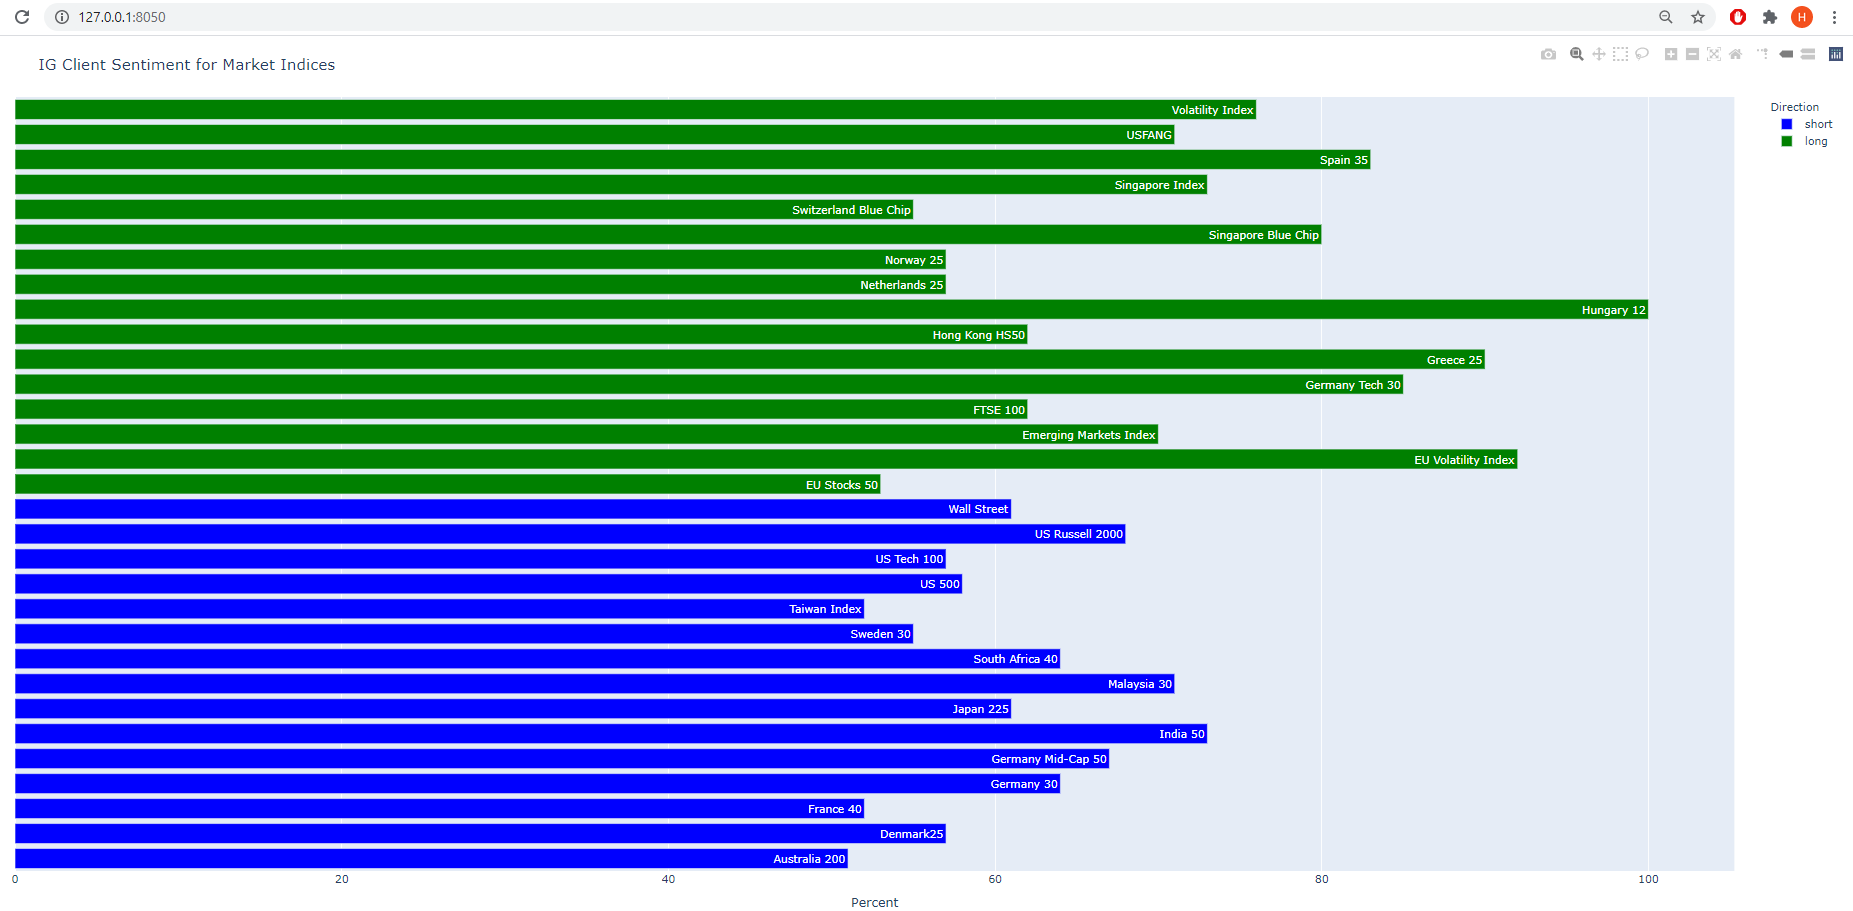 127.0.0.1:8050
H
IG Client Sentiment for Market Indices
Direction
short
long
Volatility Index
USFANG
Spain 35
Singapore Index
Switzerland Blue Chip
Singapore Blue Chip
Norway 25
Netherlands 25
Hungary 12
Hong Kong HS50
Greece 25
Germany Tech 30
FTSE 100
Emerging Markets Index
EU Volatility Index
EU Stocks 50
Wall Street
US Russell 2000
US Tech 100
US 500
Taiwan Index
Sweden 30
South Africa 40
Malaysia 30
Japan 225
India 50
Germany Mid-Cap 50
Germany 30
France 40
Denmark25
Australia 200
0 20 40 60 80 100
Percent